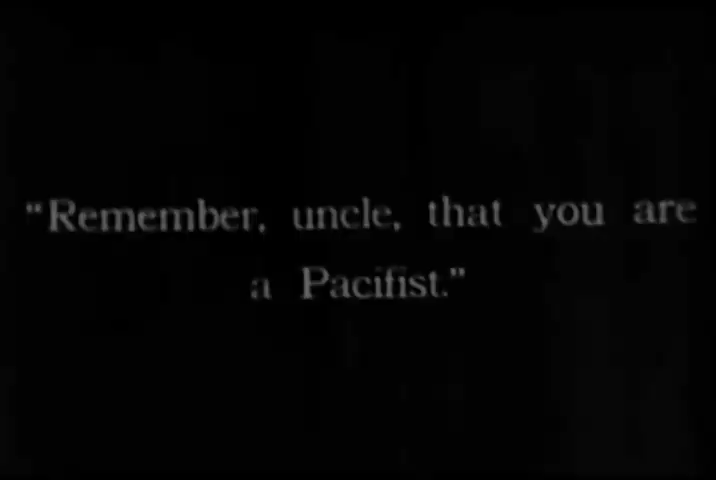 "Remember, uncle, that you are
a Pacifist."